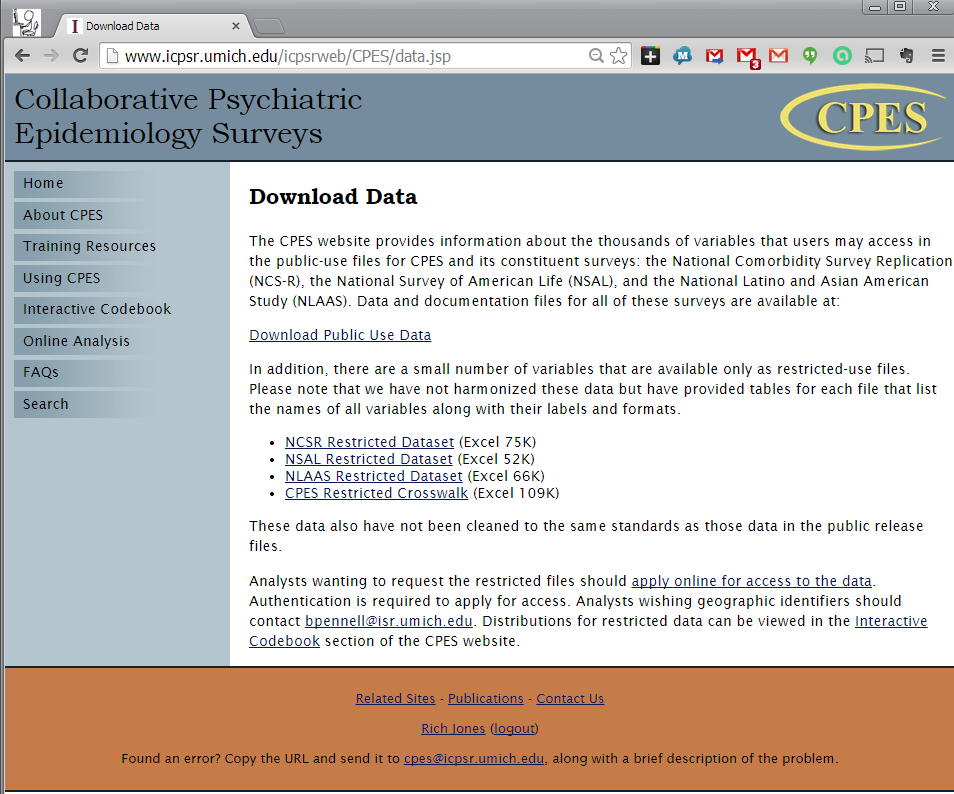 Download Data
www.icpsr.umich.edu/icpsrweb/CPES/data.jsp
3
Collaborative Psychiatric
Epidemiology Surveys
CPES
Home
About CPES
Training Resources
Using CPES
Interactive Codebook
Online Analysis
FAQs
Search
Download Data
The CPES website provides information about the thousands of variables that users may access in
the public-use files for CPES and its constituent surveys: the National Comorbidity Survey Replication
(NCS-R), the National Survey of American Life (NSAL), and the National Latino and Asian American
Study (NLAAS). Data and documentation files for all of these surveys are available at:
Download Public Use Data
In addition, there are a small number of variables that are available only as restricted-use files.
Please note that we have not harmonized these data but have provided tables for each file that list
the names of all variables along with their labels and formats.
• NCSR Restricted Dataset (Excel 75K)
• NSAL Restricted Dataset (Excel 52K)
• NLAAS Restricted Dataset (Excel 66K)
• CPES Restricted Crosswalk (Excel 109K)
These data also have not been cleaned to the same standards as those data in the public release
files.
Analysts wanting to request the restricted files should apply online for access to the data.
Authentication is required to apply for access. Analysts wishing geographic identifiers should
contact bpennell@isr.umich.edu. Distributions for restricted data can be viewed in the Interactive
Codebook section of the CPES website.
Related Sites - Publications - Contact Us
Rich Jones (logout)
Found an error? Copy the URL and send it to cpes@icpsr.umich.edu, along with a brief description of the problem.